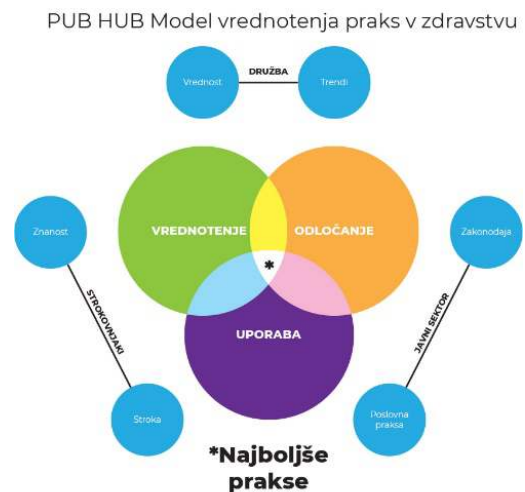 PUB HUB Model vrednotenja praks v zdravstvu
Vrednost
DRUŽBA
Trendi
VREDNOTENJE
ODLOČANJE
Znanost
Zakonodaja
*
STROKOVNJAKI
JAVNI SEKTOR
UPORABA
Stroka
Poslovna
praksa
*Najboljše
prakse